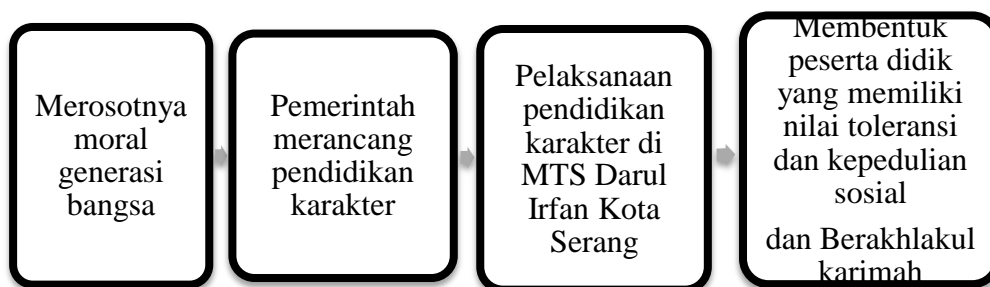 Merosotnya
moral
generasi
bangsa
Pemerintah
merancang
pendidikan
karakter
Pelaksanaan
pendidikan
karakter di
MTS Darul
Irfan Kota
Serang
Membentuk
peserta didik
yang memiliki
nilai toleransi
dan kepedulian
sosial
dan Berakhlakul
karimah